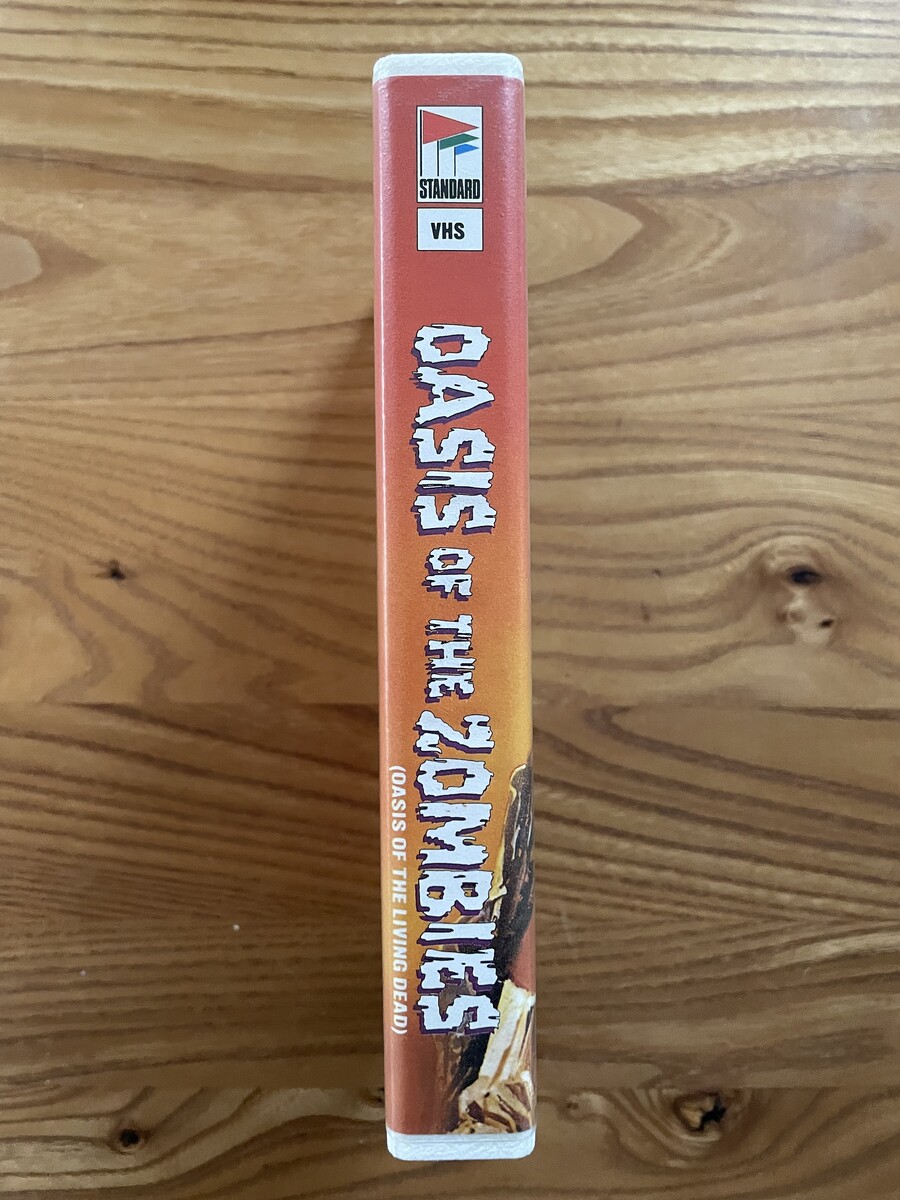 STANDARD
VHS
OASIS OF THE ZOMBIES
(OASIS OF THE LIVING DEAD)